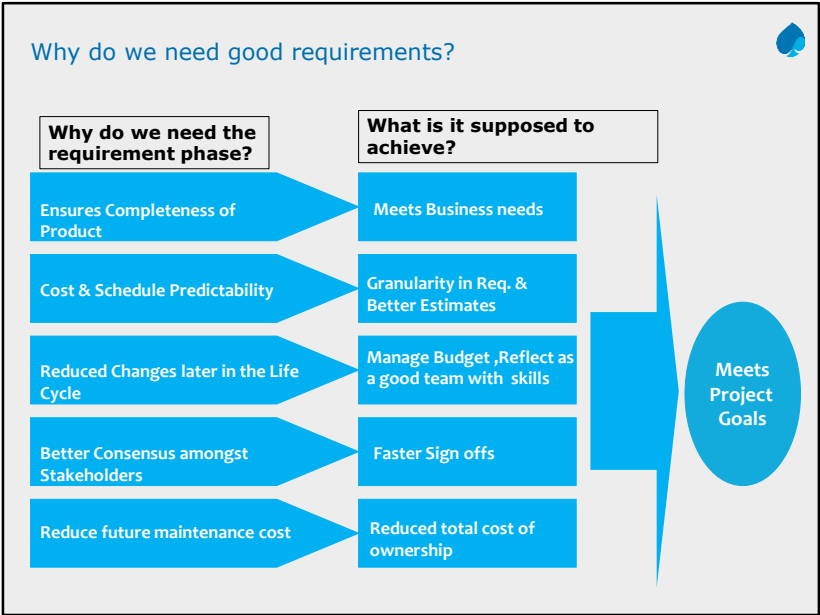 Why do we need good requirements?
Why do we need the
requirement phase?
What is it supposed to
achieve?
Ensures Completeness of
Product
Meets Business needs
Cost & Schedule Predictability
Granularity in Req. &
Better Estimates
Reduced Changes later in the Life
Cycle
Manage Budget ,Reflect as
a good team with skills
Better Consensus amongst
Stakeholders
Faster Sign offs
Reduce future maintenance cost
Reduced total cost of
ownership
Meets
Project
Goals